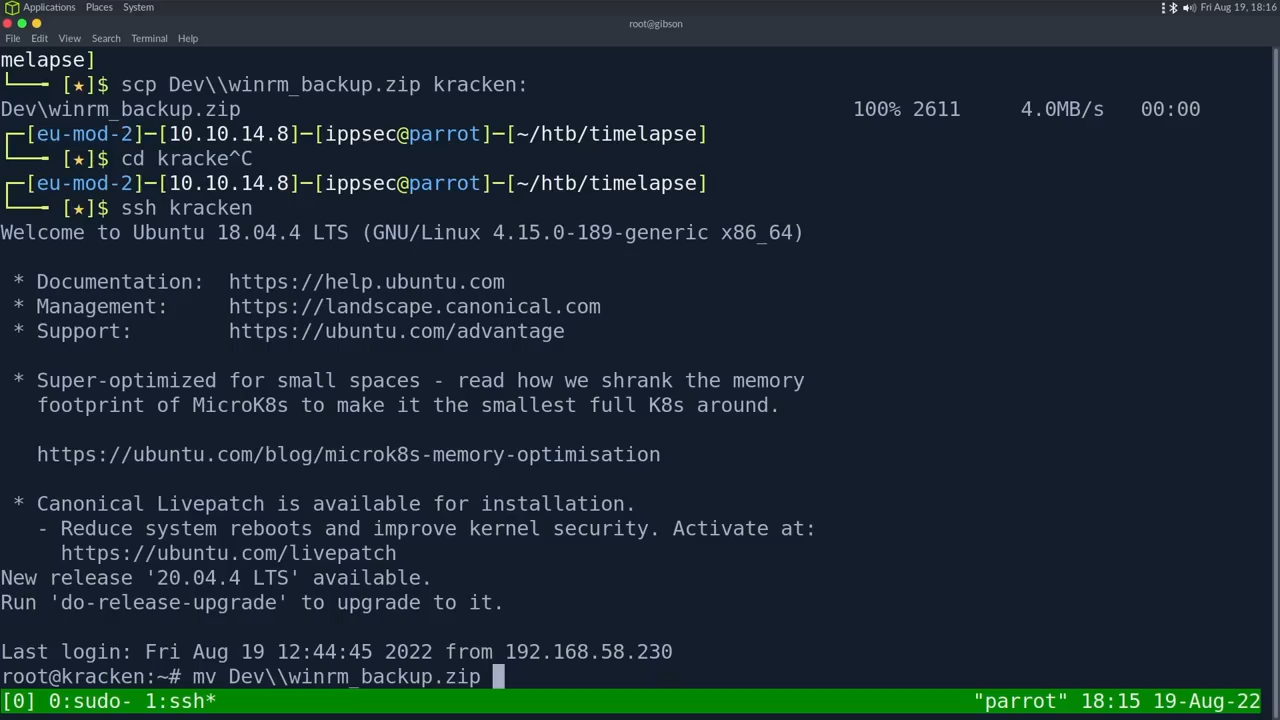 Applications Places System Fri Aug 19, 18:16
root@gibson
File Edit View Search Terminal Help
melapse]
└──╼ [★]$ scp Dev\\winrm_backup.zip kracken:
Dev\winrm_backup.zip 100% 2611 4.0MB/s 00:00
┌─[eu-mod-2]─[10.10.14.8]─[ippsec@parrot]─[~/htb/timelapse]
└──╼ [★]$ cd kracke^C
┌─[eu-mod-2]─[10.10.14.8]─[ippsec@parrot]─[~/htb/timelapse]
└──╼ [★]$ ssh kracken
Welcome to Ubuntu 18.04.4 LTS (GNU/Linux 4.15.0-189-generic x86_64)
* Documentation: https://help.ubuntu.com
* Management: https://landscape.canonical.com
* Support: https://ubuntu.com/advantage
* Super-optimized for small spaces - read how we shrank the memory
footprint of MicroK8s to make it the smallest full K8s around.
https://ubuntu.com/blog/microk8s-memory-optimisation
* Canonical Livepatch is available for installation.
- Reduce system reboots and improve kernel security. Activate at:
https://ubuntu.com/livepatch
New release '20.04.4 LTS' available.
Run 'do-release-upgrade' to upgrade to it.
Last login: Fri Aug 19 12:44:45 2022 from 192.168.58.230
root@kracken:~# mv Dev\\winrm_backup.zip
[0] 0:sudo- 1:ssh* "parrot" 18:15 19-Aug-22